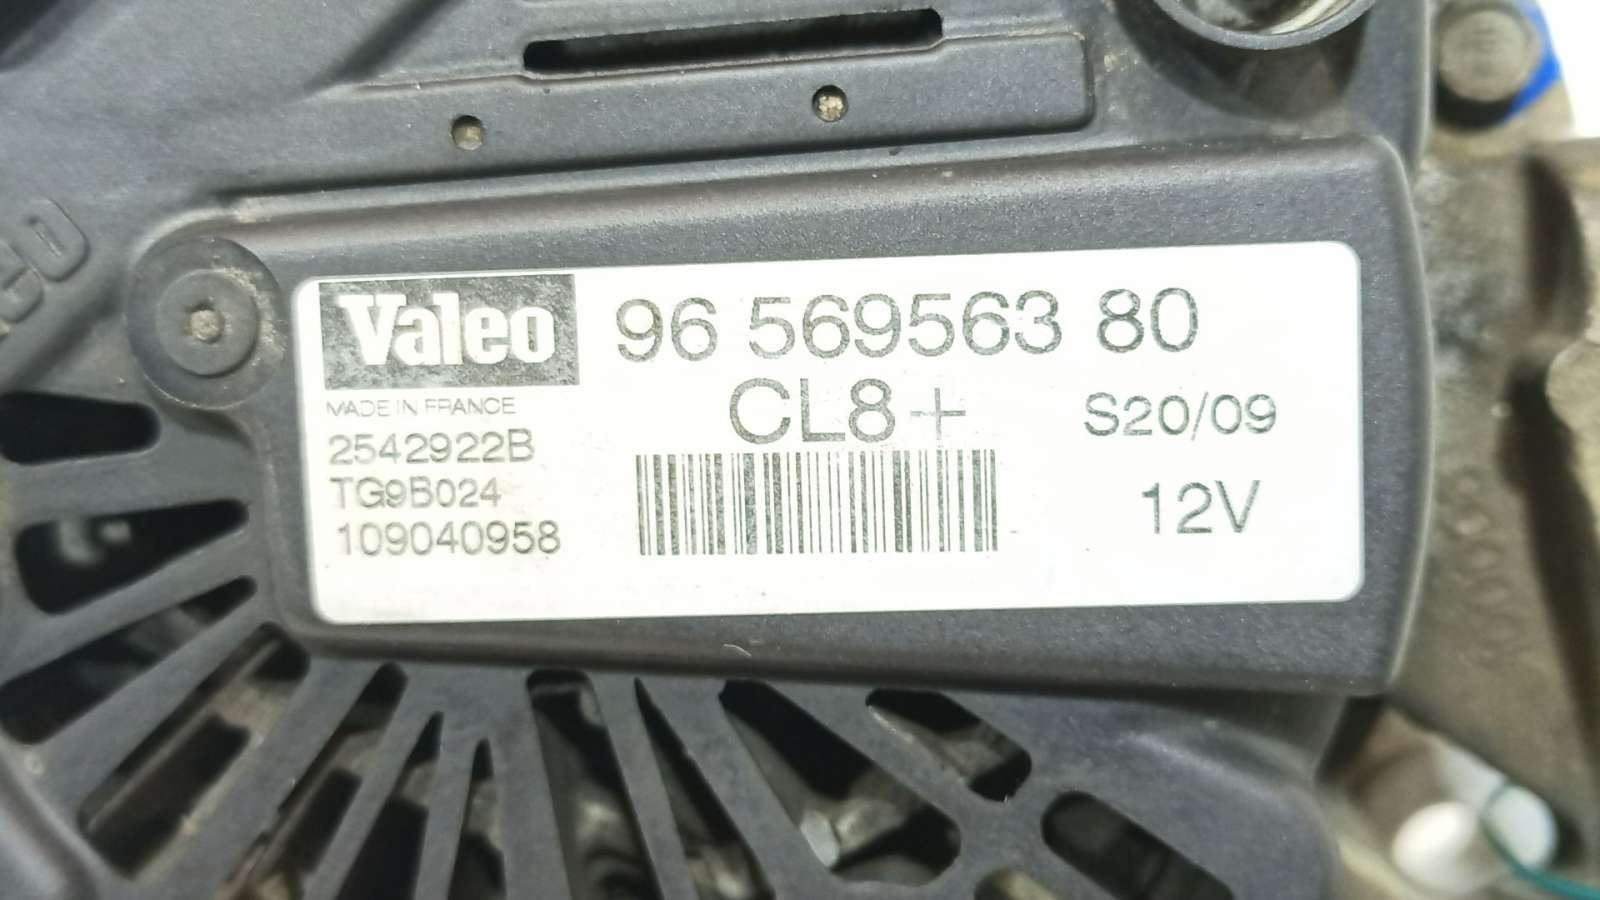 Valeo
96 569563 80
CL8+
MADE IN FRANCE
2542922B
S20/09
TG9B024
12V
109040958